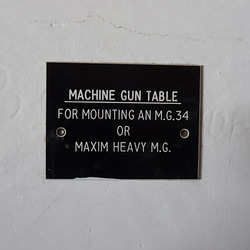 MACHINE GUN TABLE
FOR MOUNTING AN M.G.34
OR
MAXIM HEAVY M.G.